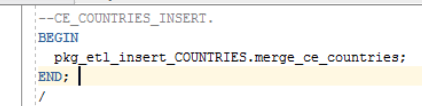 --CE_COUNTRIES_INSERT.
BEGIN
pkg_etl_insert_COUNTRIES.merge_ce_countries;
END;
/